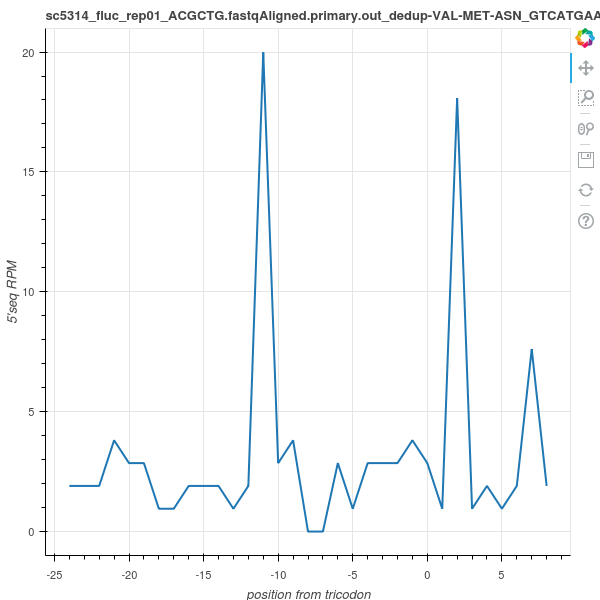 sc5314_fluc_rep01_ACGCTG.fastqAligned.primary.out_dedup-VAL-MET-ASN_GTCATGAA
20
15
10
5
0
5'seq RPM
-25 -20 -15 -10 -5 0 5
position from tricodon